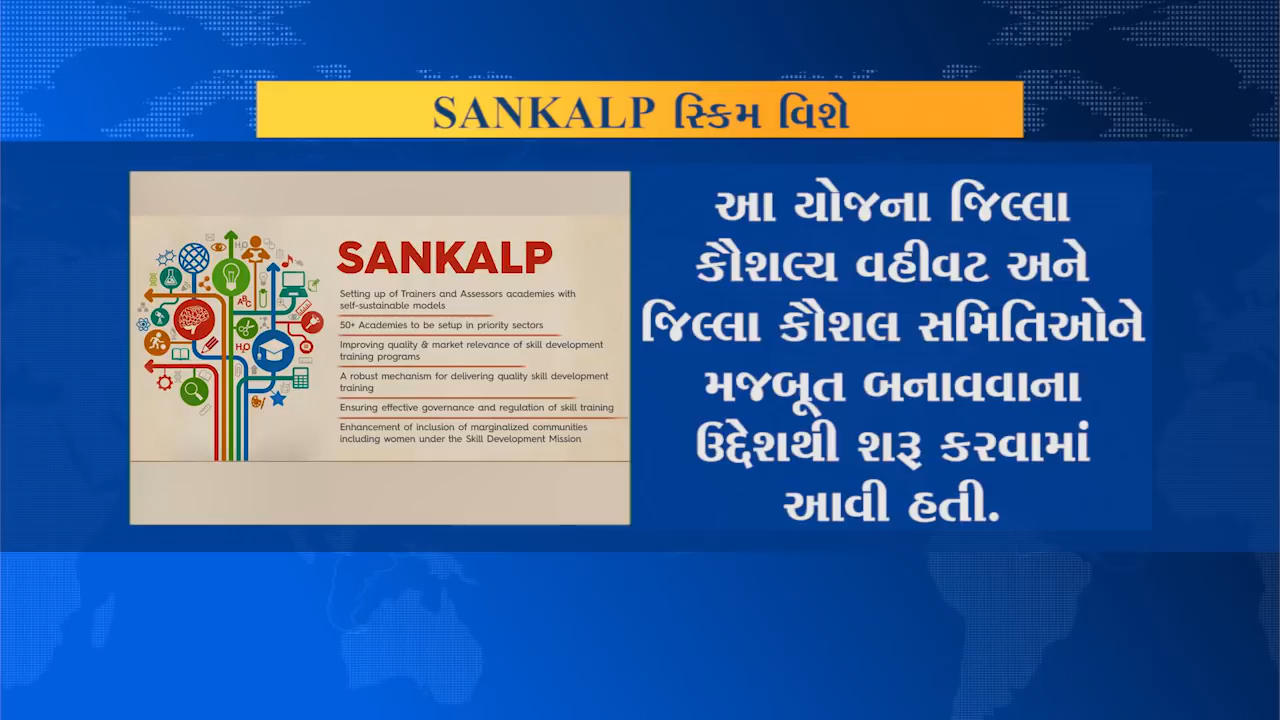 SANKALP સ્કિમ વિશે
SANKALP
Setting up of Trainers and Assessors academies with
self-sustainable models
50+ Academies to be setup in priority sectors
Improving quality & market relevance of skill development
training programs
A robust mechanism for delivering quality skill development
training
Ensuring effective governance and regulation of skill training
Enhancement of inclusion of marginalized communities
including women under the Skill Development Mission
H₂O
ABC
H₂O
આ યોજના જિલ્લા
કૌશલ્ય વહીવટ અને
જિલ્લા કૌશલ સમિતિઓને
મજબૂત બનાવવાના
ઉદ્દેશથી શરૂ કરવામાં
આવી હતી.